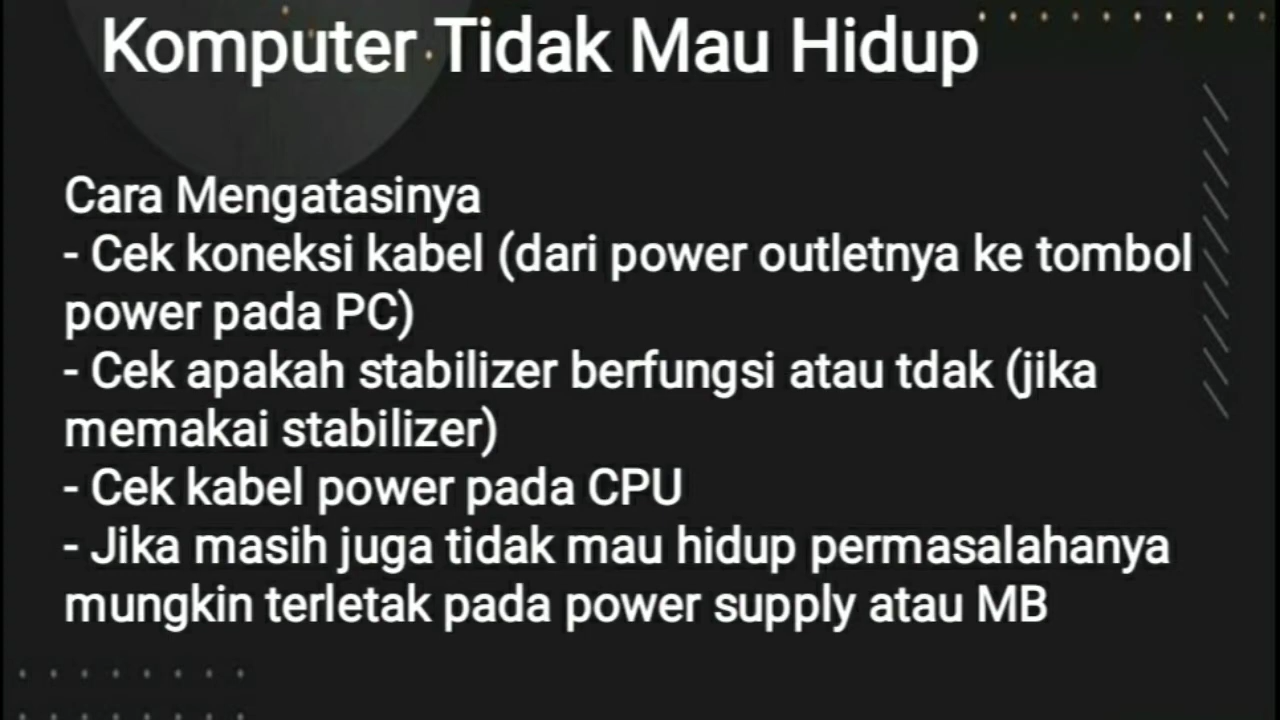 Komputer Tidak Mau Hidup
Cara Mengatasinya
- Cek koneksi kabel (dari power outletnya ke tombol
power pada PC)
- Cek apakah stabilizer berfungsi atau tdak (jika
memakai stabilizer)
- Cek kabel power pada CPU
- Jika masih juga tidak mau hidup permasalahanya
mungkin terletak pada power supply atau MB